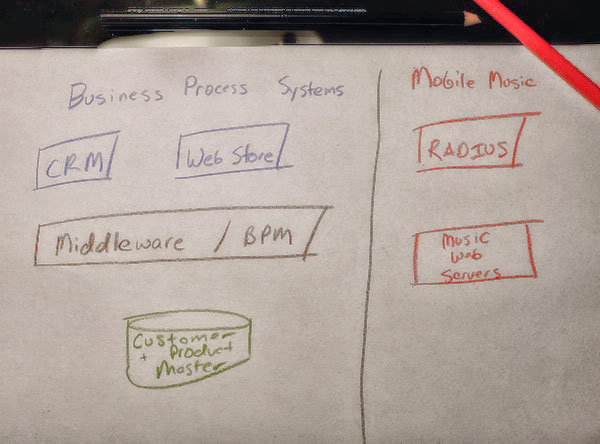 Business Process Systems
Mobile Music
CRM
Web Store
RADIUS
Middleware / BPM
Music
Web
Servers
Customer
+ Product
Master